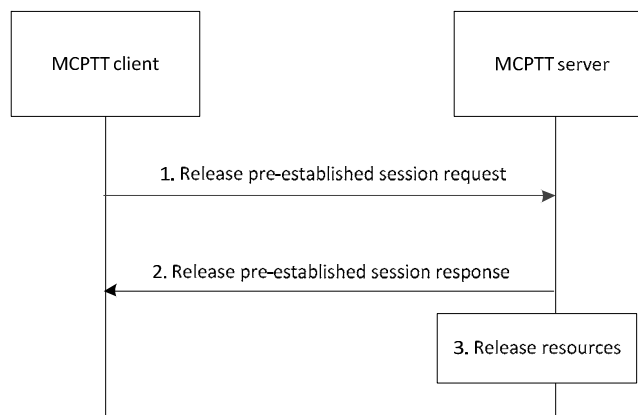 MCPTT client
MCPTT server
1. Release pre-established session request
2. Release pre-established session response
3. Release resources